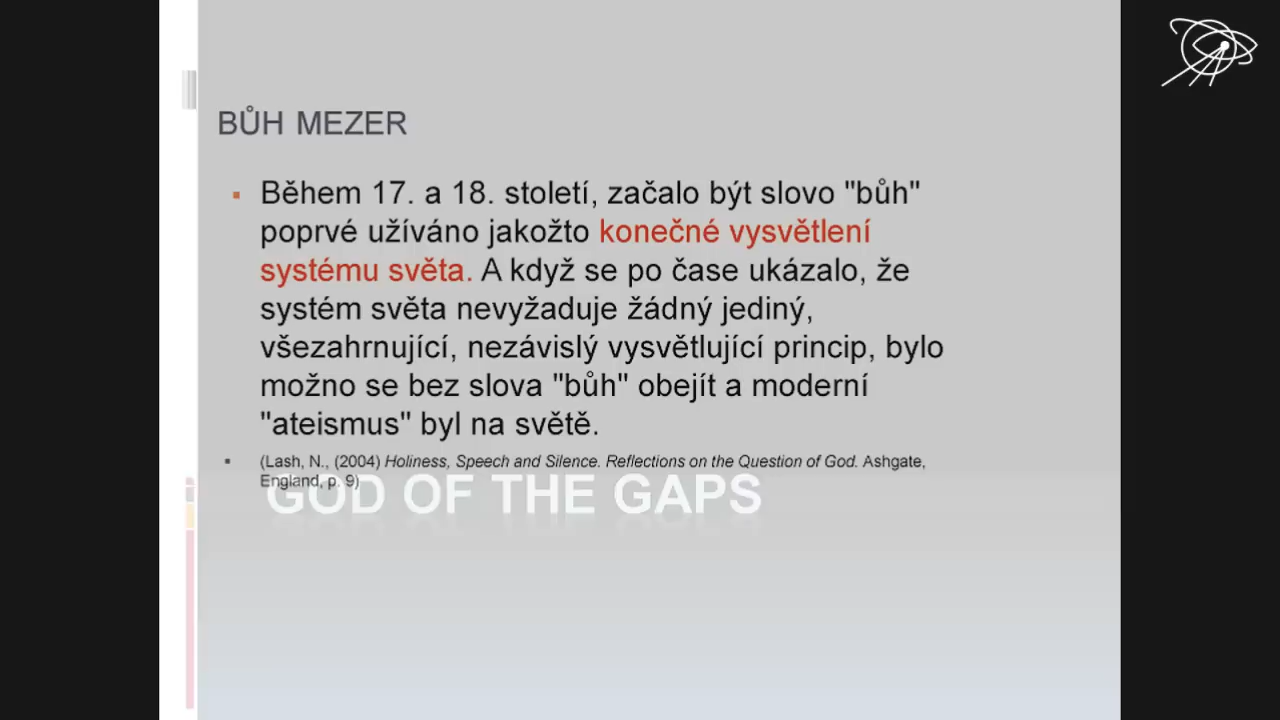 BŮH MEZER
Během 17. a 18. století, začalo být slovo "bůh"
poprvé užíváno jakožto konečné vysvětlení
systému světa. A když se po čase ukázalo, že
systém světa nevyžaduje žádný jediný,
všezahrnující, nezávislý vysvětlující princip, bylo
možno se bez slova "bůh" obejít a moderní
"ateismus" byl na světě.
(Lash, N., (2004) Holiness, Speech and Silence. Reflections on the Question of God. Ashgate,
England, p. 9)
GOD OF THE GAPS